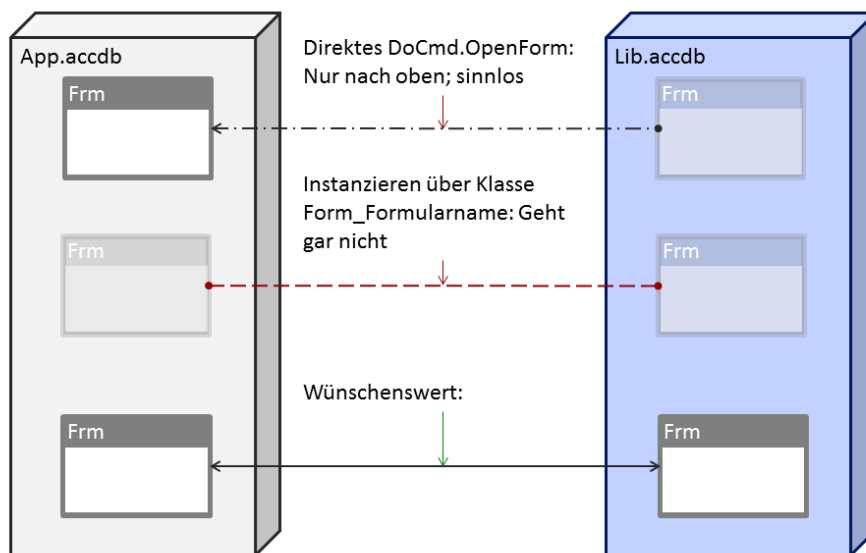 App.accdb
Frm
Frm
Frm
Direktes DoCmd.OpenForm:
Nur nach oben; sinnlos
Instanzieren über Klasse
Form_Formularname: Geht
gar nicht
Wünschenswert:
Lib.accdb
Frm
Frm
Frm